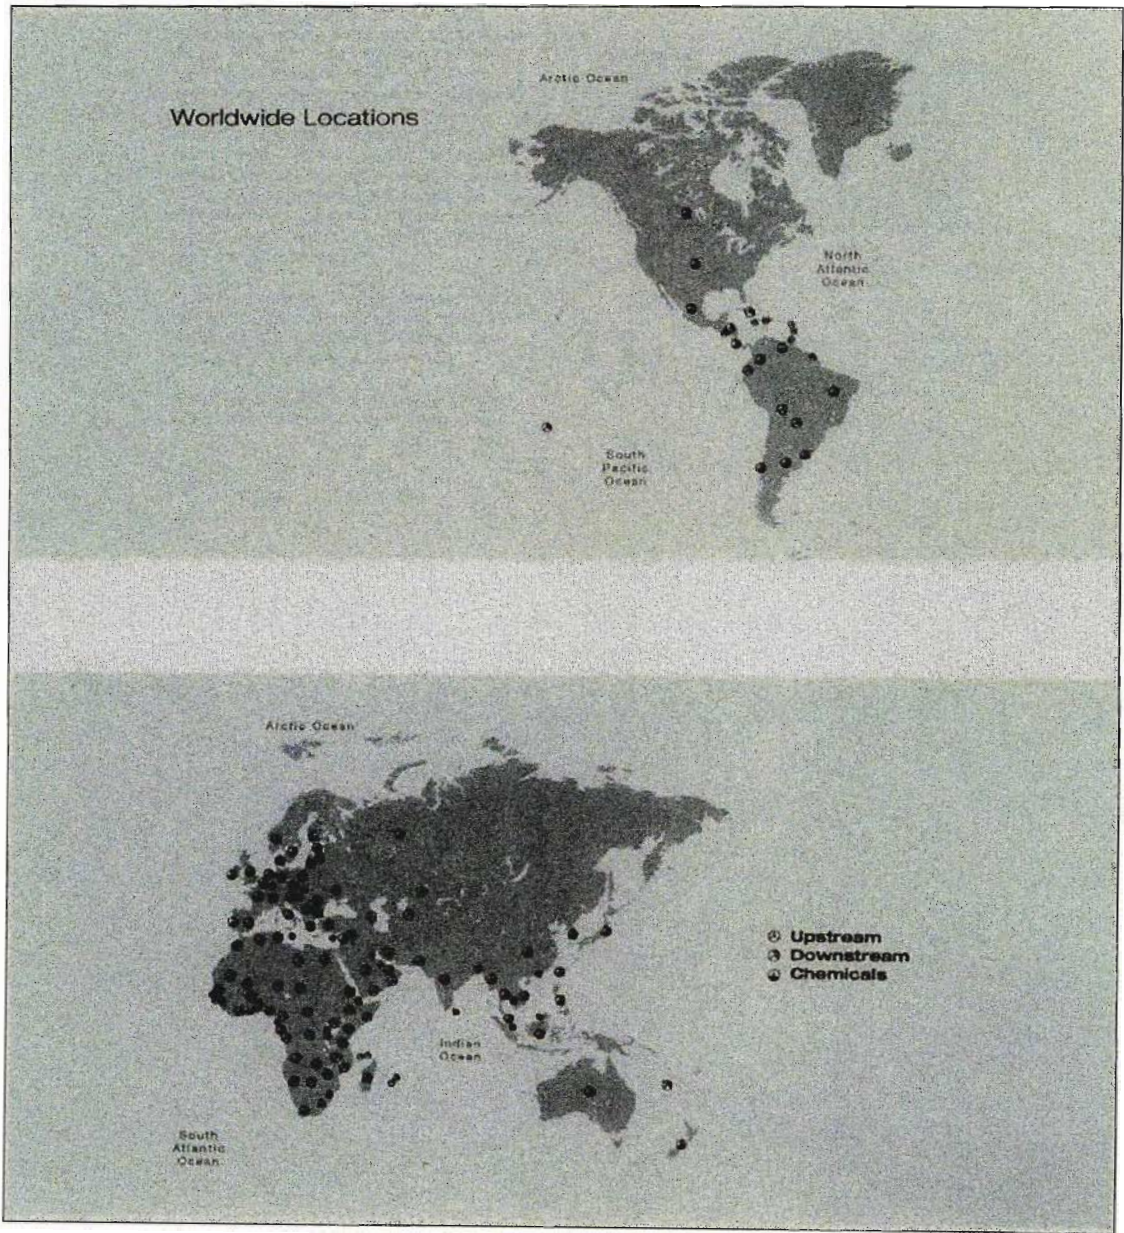 Arctic Ocean
Worldwide Locations
North
Atlantic
Ocean
South
Pacific
Ocean
Arctic Ocean
Upstream
Downstream
Chemicals
Indian
Ocean
South
Atlantic
Ocean